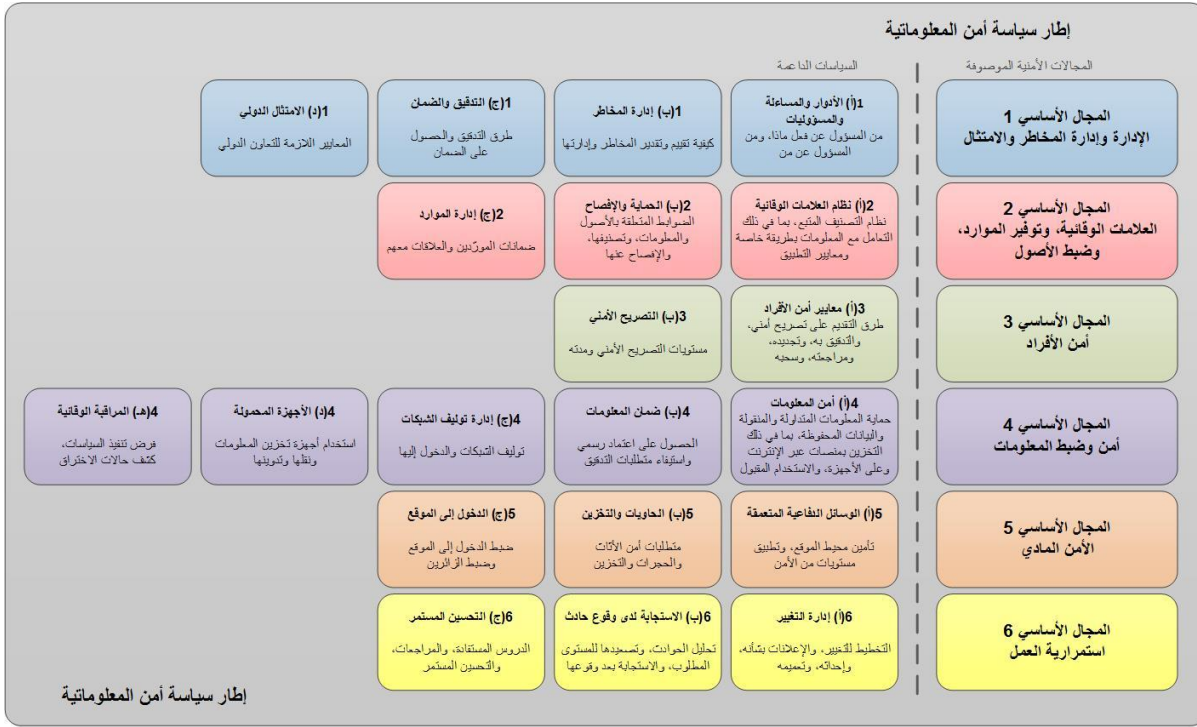 إطار سياسة أمن المعلوماتية
المجالات الأمنية الموصوفة
السياسات الداعمة
المجال الأساسي 1
الإدارة وإدارة المخاطر والامتثال
1(أ) الأدوار والمساءلة
والمسؤوليات
من المسؤول عن فعل ماذا، ومن
المسؤول عن من
1(ب) إدارة المخاطر
كيفية تقييم وتقدير المخاطر وإدارتها
1(ج) التدقيق والضمان
طرق التدقيق والحصول
على الضمان
1(د) الامتثال الدولي
المعايير اللازمة للتعاون الدولي
المجال الأساسي 2
العلامات الوقائية، وتوفير الموارد،
وضبط الأصول
2(أ) نظام العلامات الوقائية
نظام التصنيف المتبع، بما في ذلك
التعامل مع المعلومات بطريقة خاصة
ومعايير التطبيق
2(ب) الحماية والإفصاح
الضوابط المتعلقة بالأصول
والمعلومات، وتصنيفها،
والإفصاح عنها
2(ج) إدارة الموارد
ضمانات المورّدين والعلاقات معهم
المجال الأساسي 3
أمن الأفراد
3(أ) معايير أمن الأفراد
طرق التقديم على تصريح أمني،
والتدقيق به، وتجديده،
ومراجعته، وسحبه
3(ب) التصريح الأمني
مستويات التصريح الأمني ومدته
المجال الأساسي 4
أمن وضبط المعلومات
4(أ) أمن المعلومات
حماية المعلومات المتداولة والمنقولة
والبيانات المحفوظة، بما في ذلك
التخزين بمنصات عبر الإنترنت
وعلى الأجهزة، والاستخدام المقبول
4(ب) ضمان المعلومات
الحصول على اعتماد رسمي
واستيفاء متطلبات التدقيق
4(ج) إدارة توليف الشبكات
توليف الشبكات والدخول إليها
4(د) الأجهزة المحمولة
استخدام أجهزة تخزين المعلومات
ونقلها وتدوينها
4(هـ) المراقبة الوقائية
فرض تنفيذ السياسات،
كشف حالات الاختراق
المجال الأساسي 5
الأمن المادي
5(أ) الوسائل الدفاعية المتعمقة
تأمين محيط الموقع، وتطبيق
مستويات من الأمن
5(ب) الحاويات والتخزين
متطلبات أمن الأثاث
والحجرات والتخزين
5(ج) الدخول إلى الموقع
ضبط الدخول إلى الموقع
وضبط الزائرين
المجال الأساسي 6
استمرارية العمل
6(أ) إدارة التغيير
التخطيط للتغيير، والإعلانات بشأنه،
وإحداثه، وتعميمه
6(ب) الاستجابة لدى وقوع حادث
تحليل الحوادث، وتصعيدها للمستوى
المطلوب، والاستجابة بعد وقوعها
6(ج) التحسين المستمر
الدروس المستفادة، والمراجعات،
والتحسين المستمر
إطار سياسة أمن المعلوماتية